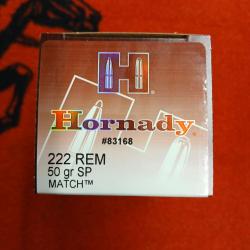 H
Hornady
#83168
222 REM
50 gr SP
MATCH™